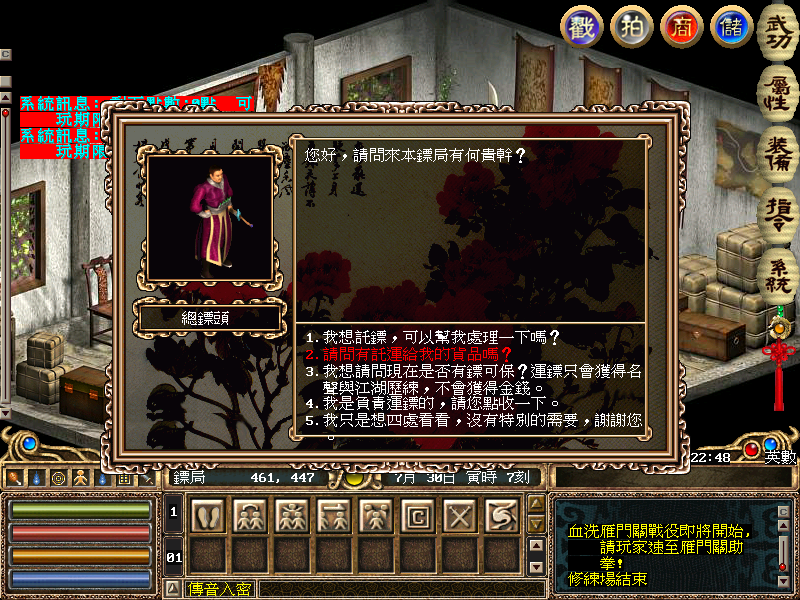 戳
拍
商
儲
武功
屬性
裝備
指令
系統
系統訊息:
可
玩期限
系統訊息:
玩期限
您好，請問來本鏢局有何貴幹？
總鏢頭
1.我想託鏢，可以幫我處理一下嗎？
2.請問有託運給我的貨品嗎？
3.我想請問現在是否有鏢可保？運鏢只會獲得名
聲與江湖歷練，不會獲得金錢。
4.我是負責運鏢的，請您點收一下。
5.我只是想四處看看，沒有特別的需要，謝謝您
。
22:48
英數
鏢局
461, 447
7月 30日 寅時 7刻
1
01
C
傳音入密
血洗雁門關戰役即將開始,
請玩家速至雁門關助
拳!
修練場結束